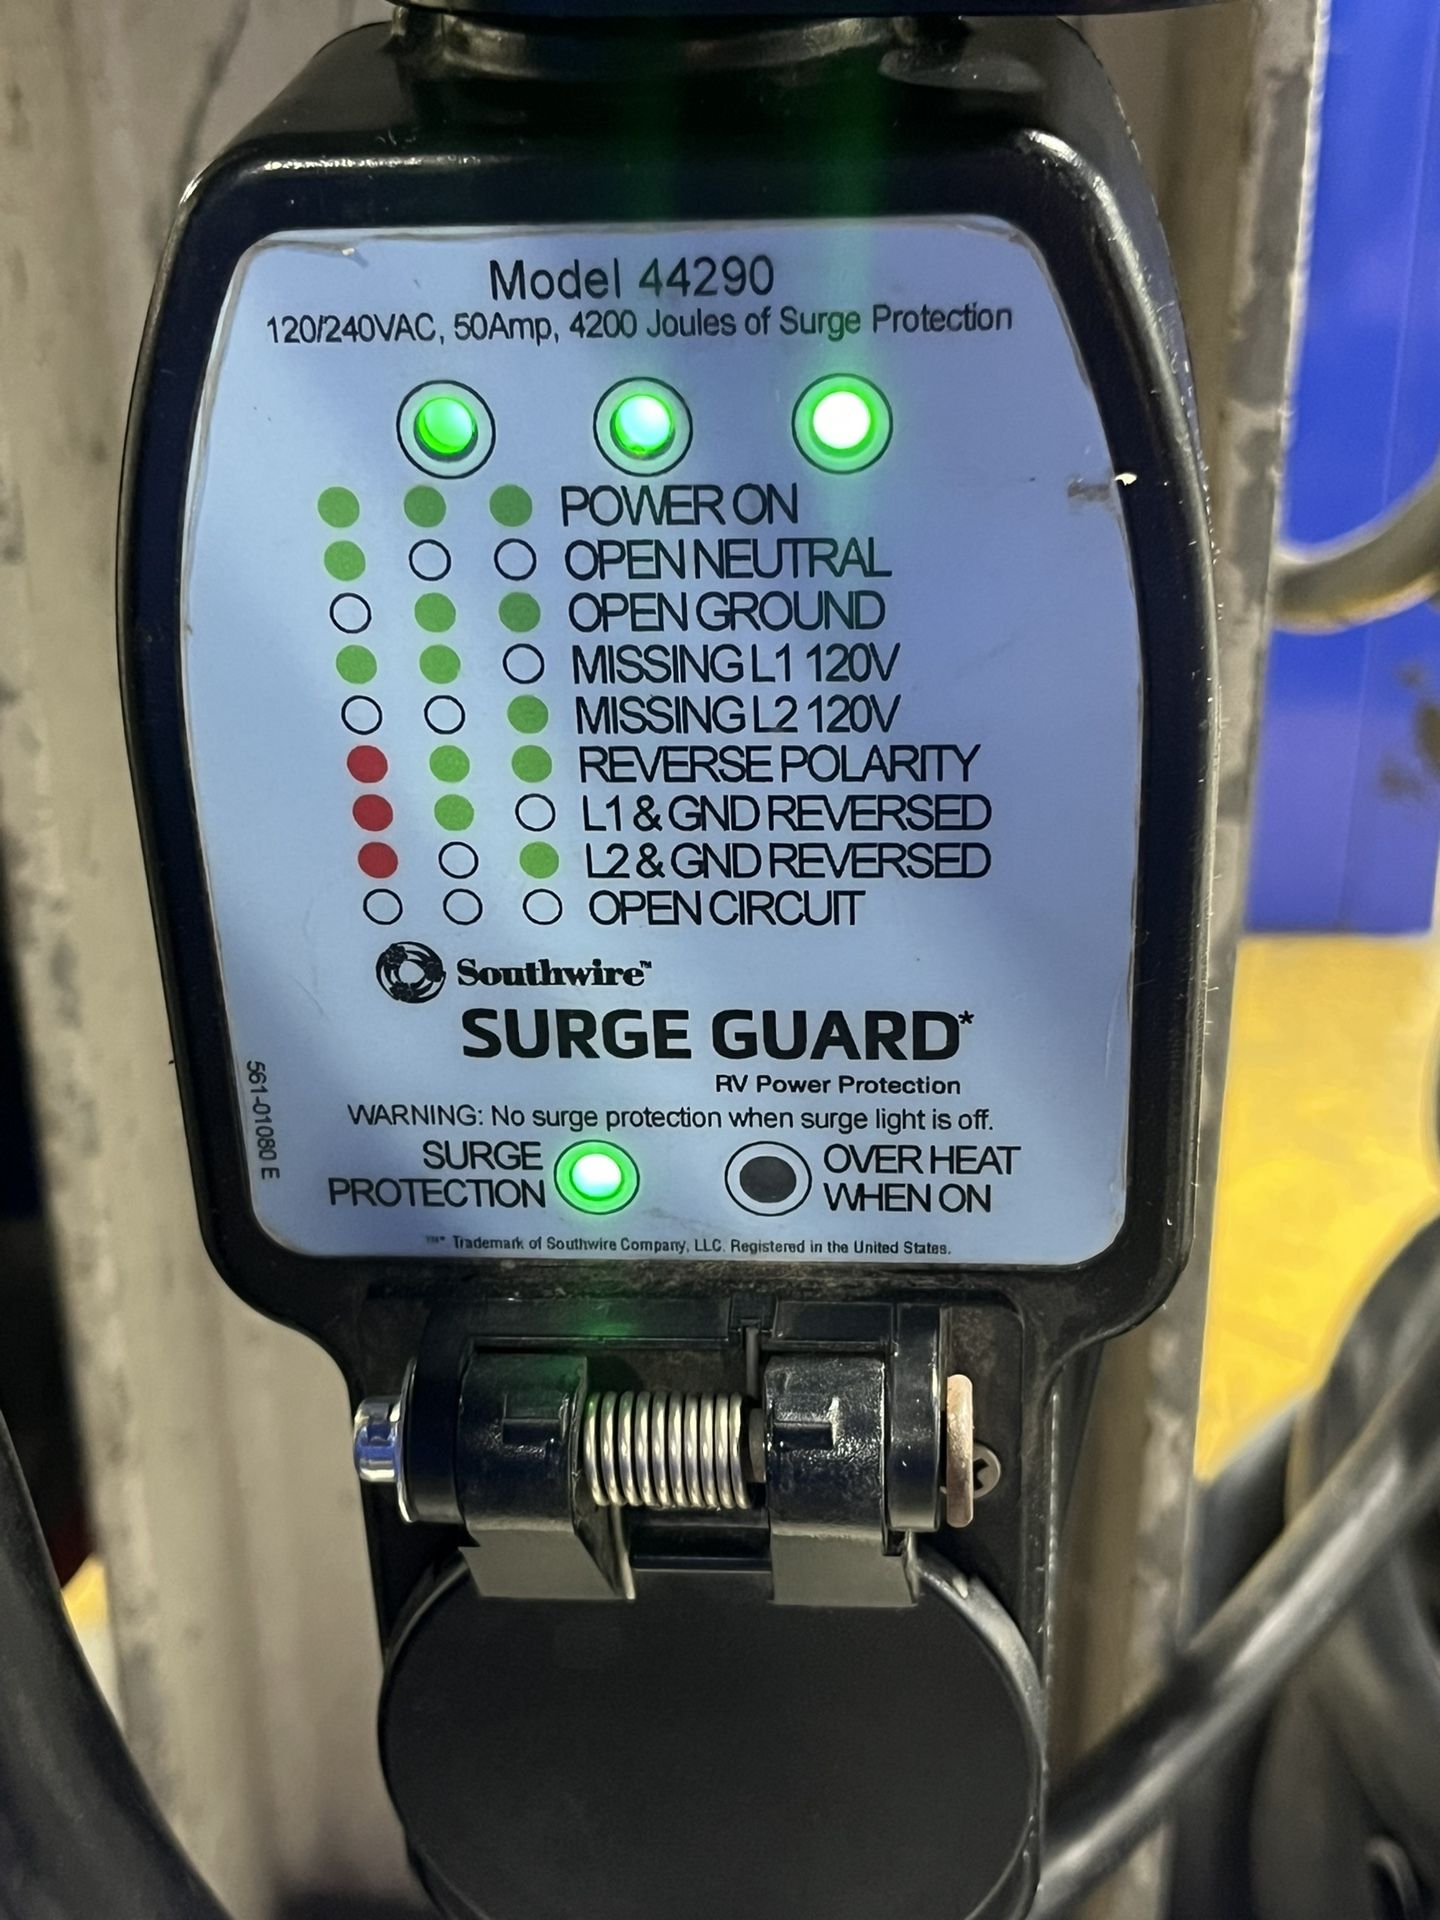 Model 44290
120/240VAC, 50Amp, 4200 Joules of Surge Protection
POWER ON
OPEN NEUTRAL
OPEN GROUND
MISSING L1 120V
MISSING L2 120V
REVERSE POLARITY
L1 & GND REVERSED
L2 & GND REVERSED
OPEN CIRCUIT
Southwire™
SURGE GUARD*
RV Power Protection
561-01080 E
WARNING: No surge protection when surge light is off.
SURGE
PROTECTION
OVER HEAT
WHEN ON
™* Trademark of Southwire Company, LLC. Registered in the United States.